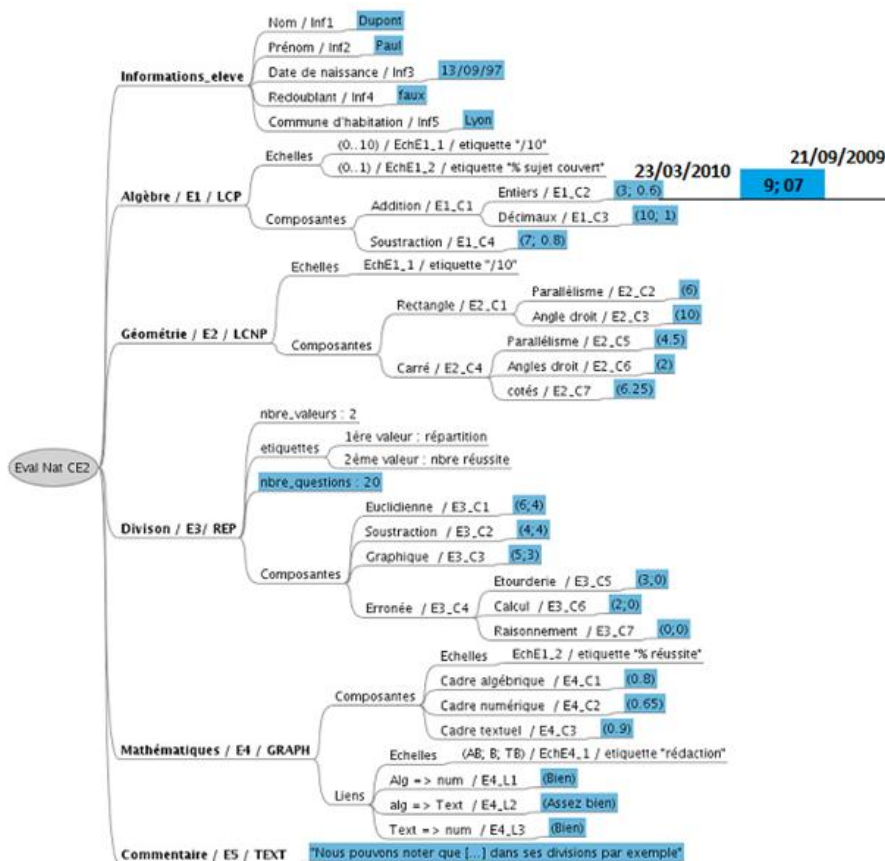 Eval Nat CE2
Informations_eleve
Nom / Inf1 Dupont
Prénom / Inf2 Paul
Date de naissance / Inf3 13/09/97
Redoublant / Inf4 faux
Commune d'habitation / Inf5 Lyon
Algèbre / E1 / LCP
Echelles
(0..10) / EchE1_1 / etiquette "/10"
(0..1) / EchE1_2 / etiquette "% sujet couvert"
Composantes
Addition / E1_C1
Entiers / E1_C2 (3; 0.6)
Décimaux / E1_C3 (10; 1)
Soustraction / E1_C4 (7; 0.8)
23/03/2010
21/09/2009
9; 07
Géométrie / E2 / LCNP
Echelles
EchE1_1 / etiquette "/10"
Composantes
Rectangle / E2_C1
Parallélisme / E2_C2 (6)
Angle droit / E2_C3 (10)
Carré / E2_C4
Parallélisme / E2_C5 (4.5)
Angles droit / E2_C6 (2)
cotés / E2_C7 (6.25)
Divison / E3/ REP
nbre_valeurs : 2
etiquettes
1ère valeur : répartition
2ème valeur : nbre réussite
nbre_questions : 20
Composantes
Euclidienne / E3_C1 (6;4)
Soustraction / E3_C2 (4;4)
Graphique / E3_C3 (5;3)
Erronée / E3_C4
Etourderie / E3_C5 (3;0)
Calcul / E3_C6 (2;0)
Raisonnement / E3_C7 (0;0)
Mathématiques / E4 / GRAPH
Composantes
Echelles
EchE1_2 / etiquette "% réussite"
Cadre algébrique / E4_C1 (0.8)
Cadre numérique / E4_C2 (0.65)
Cadre textuel / E4_C3 (0.9)
Liens
Echelles
(AB; B; TB) / EchE4_1 / etiquette "rédaction"
Alg => num / E4_L1 (Bien)
alg => Text / E4_L2 (Assez bien)
Text => num / E4_L3 (Bien)
Commentaire / E5 / TEXT
"Nous pouvons noter que [...] dans ses divisions par exemple"